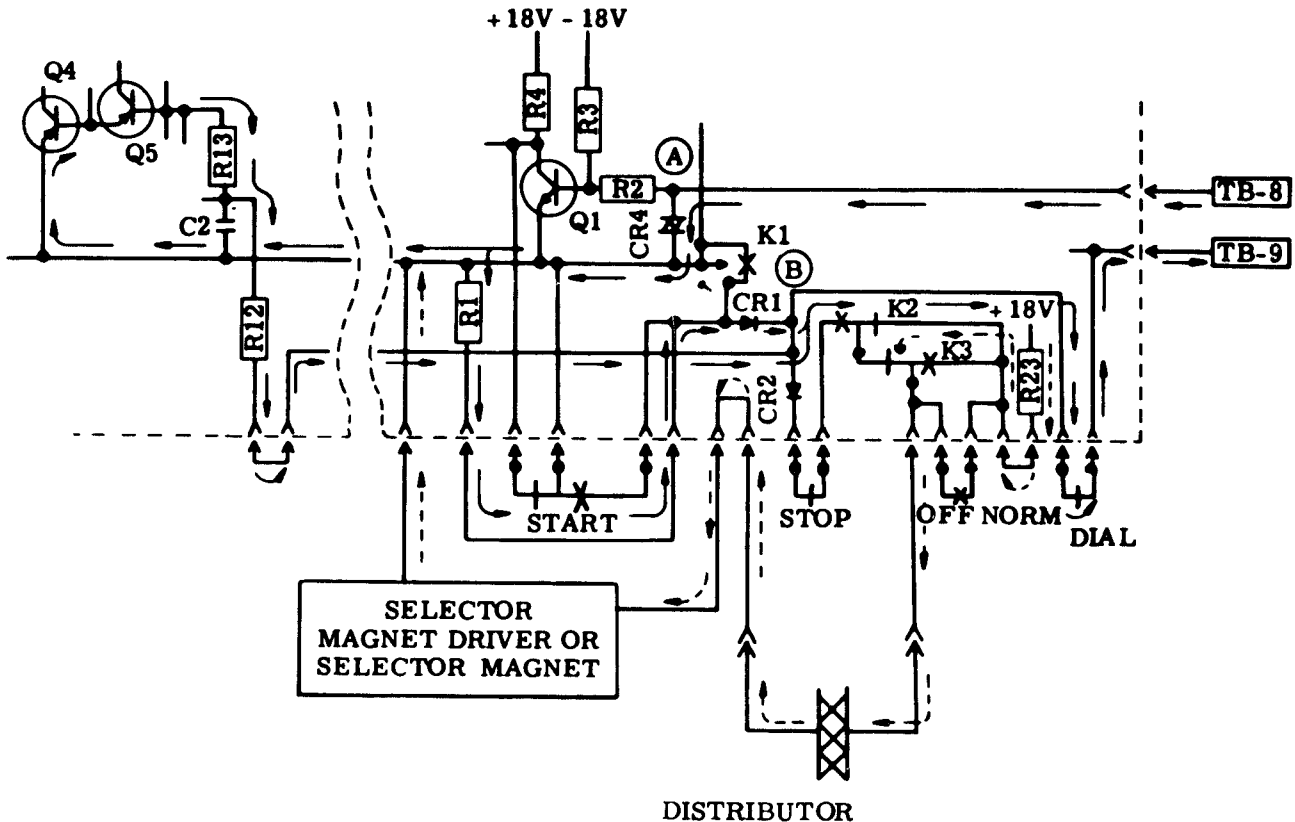 +18V -18V
Q4
Q5
R13
C2
R12
R4
R3
R2
A
Q1
CR4
K1
B
TB-8
TB-9
R1
CR1
K2
+18V
K3
R23
CR2
START
STOP
OFF NORM
DIAL
SELECTOR
MAGNET DRIVER OR
SELECTOR MAGNET
DISTRIBUTOR